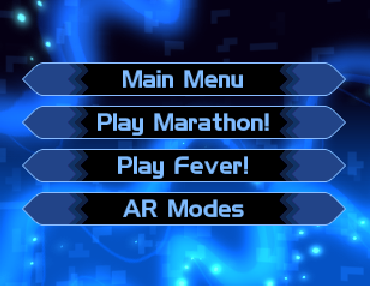 Main Menu
Play Marathon!
Play Fever!
AR Modes